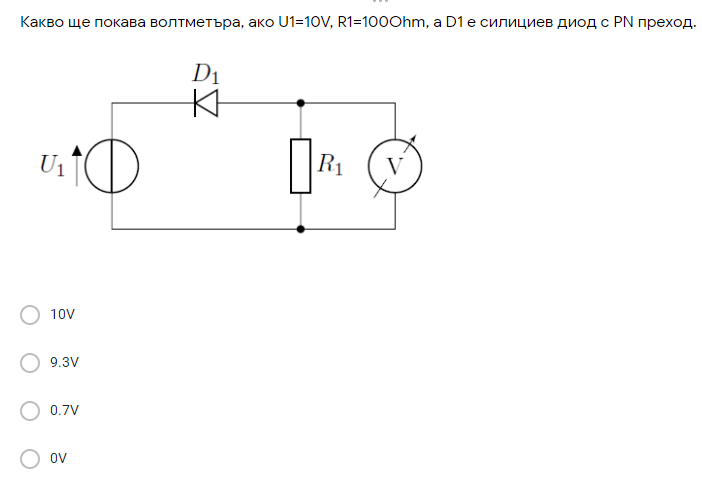 Какво ще покава волтметъра, ако U1=10V, R1=100Ohm, а D1 е силициев диод с PN преход.
D1
U1
R1
V
10V
9.3V
0.7V
0V